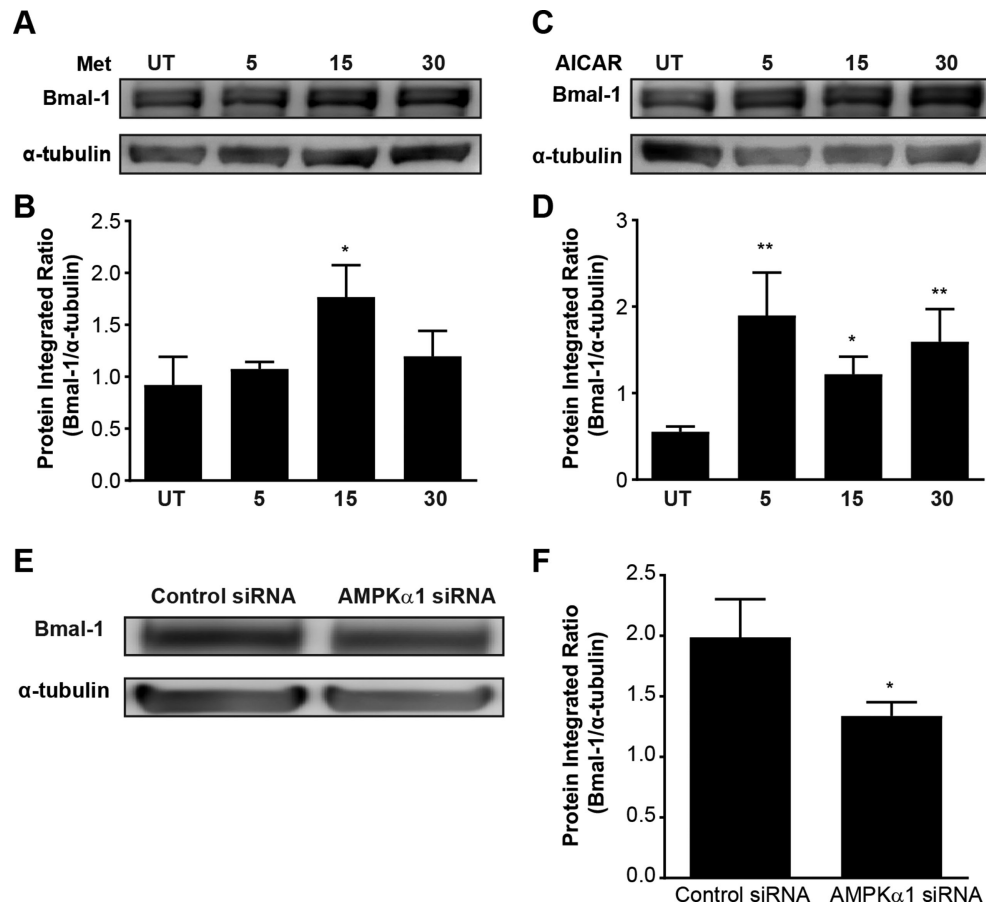 A
Met UT 5 15 30
Bmal-1
α-tubulin
B
Protein Integrated Ratio
(Bmal-1/α-tubulin)
2.5
2.0
1.5
1.0
0.5
0.0
*
UT 5 15 30
C
AICAR UT 5 15 30
Bmal-1
α-tubulin
D
Protein Integrated Ratio
(Bmal-1/α-tubulin)
3
2
1
0
** * **
UT 5 15 30
E
Control siRNA AMPKα1 siRNA
Bmal-1
α-tubulin
F
Protein Integrated Ratio
(Bmal-1/α-tubulin)
2.5
2.0
1.5
1.0
0.5
0.0
*
Control siRNA AMPKα1 siRNA